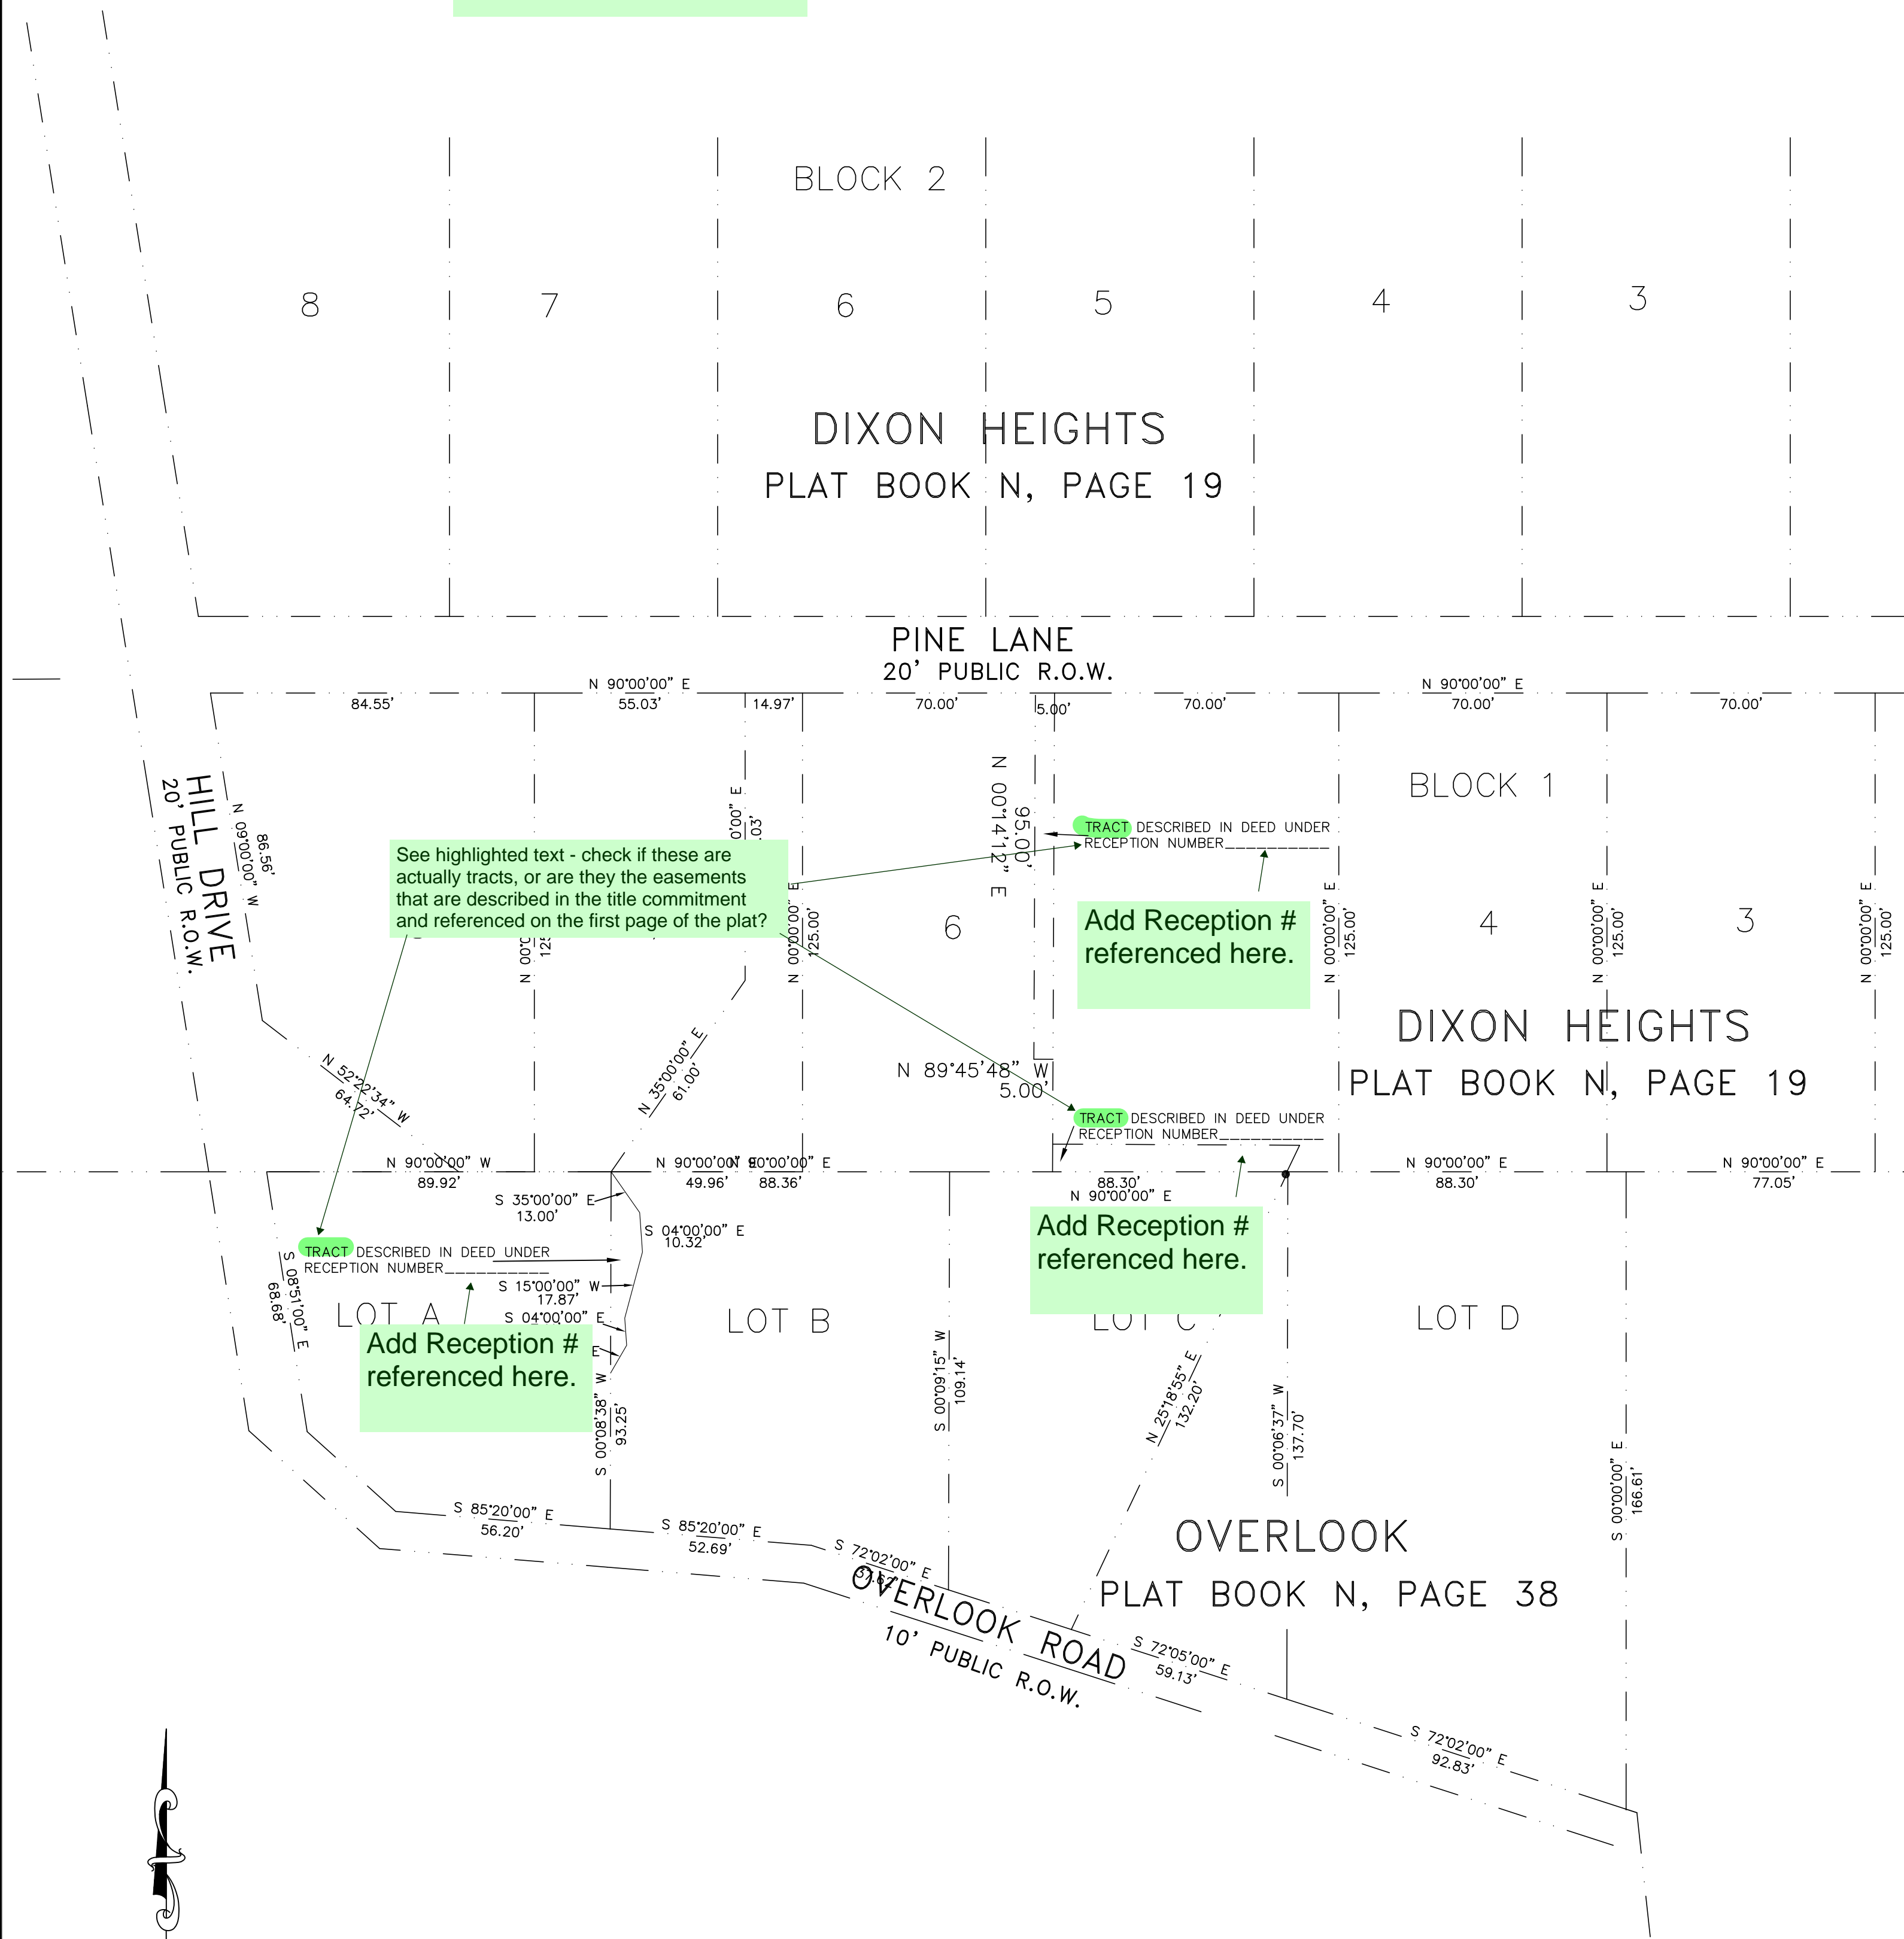 BLOCK 2
8
7
6
5
4
3
DIXON HEIGHTS
PLAT BOOK N, PAGE 19
PINE LANE
20' PUBLIC R.O.W.
N 90°00'00" E
N 90°00'00" E
84.55'
55.03'
14.97'
70.00'
5.00'
70.00'
70.00'
70.00'
HILL DRIVE
20' PUBLIC R.O.W.
N 09°00'00" W
86.56'
N 00°14'12" E
95.00'
BLOCK 1
TRACT DESCRIBED IN DEED UNDER
RECEPTION NUMBER__________
See highlighted text - check if these are
actually tracts, or are they the easements
that are described in the title commitment
and referenced on the first page of the plat?
Add Reception #
referenced here.
N 00°00'00" E
125.00'
6
N 00°00'00" E
125.00'
4
N 00°00'00" E
125.00'
3
N 00°00'00" E
125.00'
DIXON HEIGHTS
PLAT BOOK N, PAGE 19
N 52°22'34" W
64.72'
N 35°00'00" E
61.00'
N 89°45'48" W
5.00'
TRACT DESCRIBED IN DEED UNDER
RECEPTION NUMBER__________
N 90°00'00" W
89.92'
N 90°00'00" E
49.96'
N 90°00'00" E
88.36'
88.30'
N 90°00'00" E
N 90°00'00" E
88.30'
N 90°00'00" E
77.05'
S 35°00'00" E
13.00'
S 04°00'00" E
10.32'
Add Reception #
referenced here.
TRACT DESCRIBED IN DEED UNDER
RECEPTION NUMBER__________
S 08°51'00" E
68.68'
S 15°00'00" W
17.87'
S 04°00'00" E
E
LOT A
LOT B
LOT C
LOT D
Add Reception #
referenced here.
S 00°08'38" W
93.25'
S 00°09'15" W
109.14'
N 25°18'55" E
132.20'
S 00°06'37" W
137.70'
S 00°00'00" E
166.61'
S 85°20'00" E
56.20'
S 85°20'00" E
52.69'
S 72°02'00" E
37.62'
OVERLOOK
PLAT BOOK N, PAGE 38
OVERLOOK ROAD
10' PUBLIC R.O.W.
S 72°05'00" E
59.13'
S 72°02'00" E
92.83'